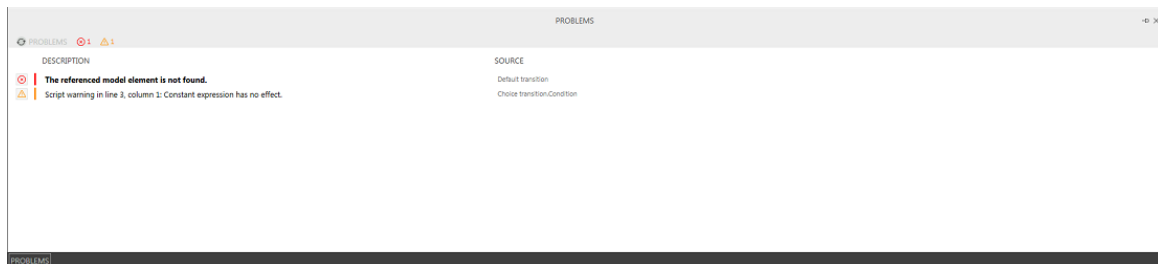 PROBLEMS
PROBLEMS 1 1
DESCRIPTION SOURCE
The referenced model element is not found. Default transition
Script warning in line 3, column 1: Constant expression has no effect. Choice transition.Condition
PROBLEMS